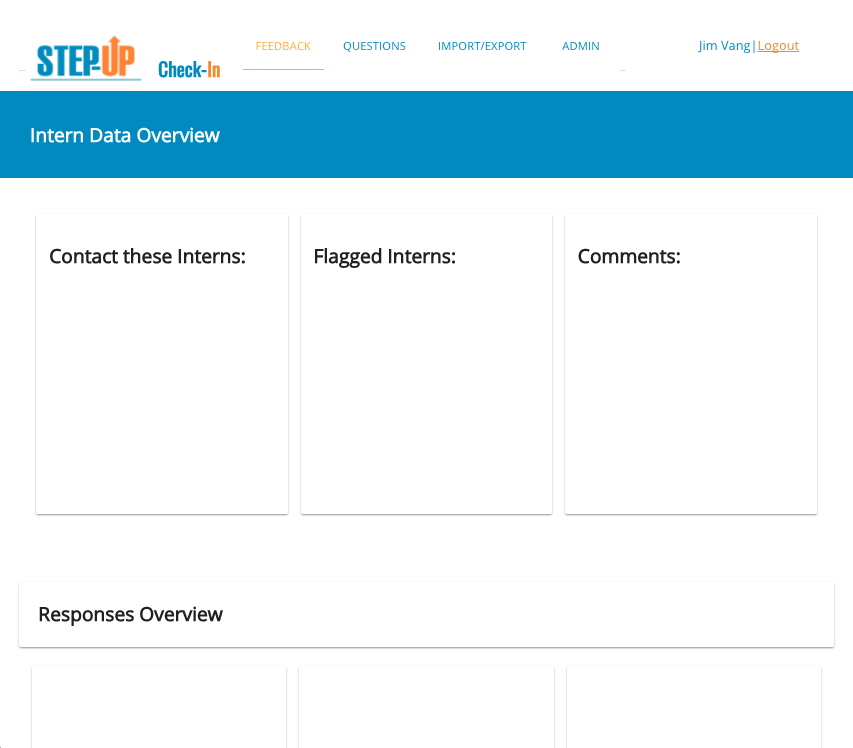 STEP-UP Check-In FEEDBACK QUESTIONS IMPORT/EXPORT ADMIN Jim Vang|Logout
Intern Data Overview
Contact these Interns: Flagged Interns: Comments:
Responses Overview